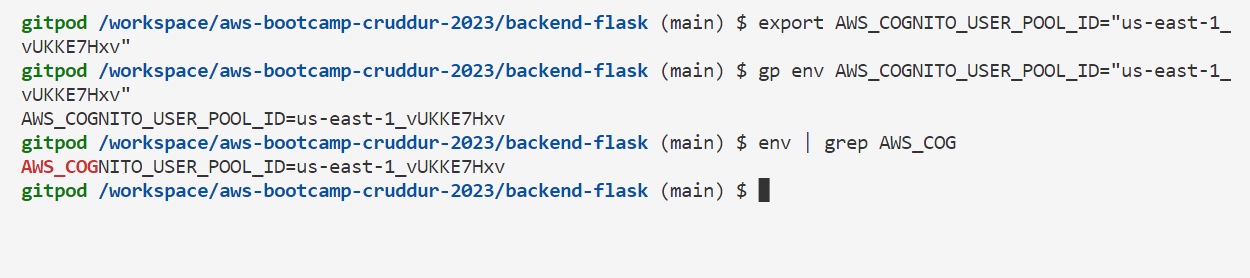 gitpod /workspace/aws-bootcamp-cruddur-2023/backend-flask (main) $ export AWS_COGNITO_USER_POOL_ID="us-east-1_
vUKKE7Hxv"
gitpod /workspace/aws-bootcamp-cruddur-2023/backend-flask (main) $ gp env AWS_COGNITO_USER_POOL_ID="us-east-1_
vUKKE7Hxv"
AWS_COGNITO_USER_POOL_ID=us-east-1_vUKKE7Hxv
gitpod /workspace/aws-bootcamp-cruddur-2023/backend-flask (main) $ env | grep AWS_COG
AWS_COGNITO_USER_POOL_ID=us-east-1_vUKKE7Hxv
gitpod /workspace/aws-bootcamp-cruddur-2023/backend-flask (main) $